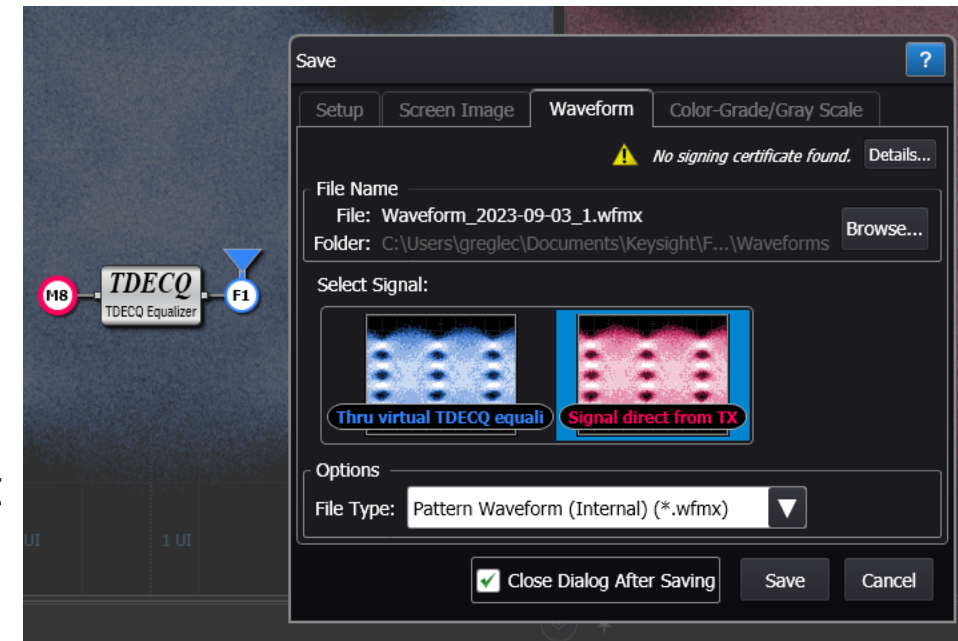 Save
?
Setup Screen Image Waveform Color-Grade/Gray Scale
No signing certificate found. Details...
File Name
File: Waveform_2023-09-03_1.wfmx
Browse...
Folder: C:\Users\greglec\Documents\Keysight\F...\Waveforms
M8
TDECQ
TDECQ Equalizer
F1
Select Signal:
Thru virtual TDECQ equali
Signal direct from TX
Options
File Type: Pattern Waveform (Internal) (*.wfmx)
UI
1 UI
Close Dialog After Saving
Save
Cancel